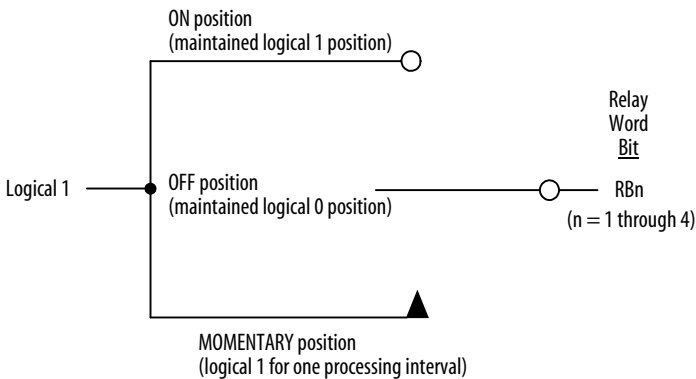 ON position
(maintained logical 1 position)
Relay
Word
Bit
Logical 1
OFF position
(maintained logical 0 position)
RBn
(n = 1 through 4)
MOMENTARY position
(logical 1 for one processing interval)